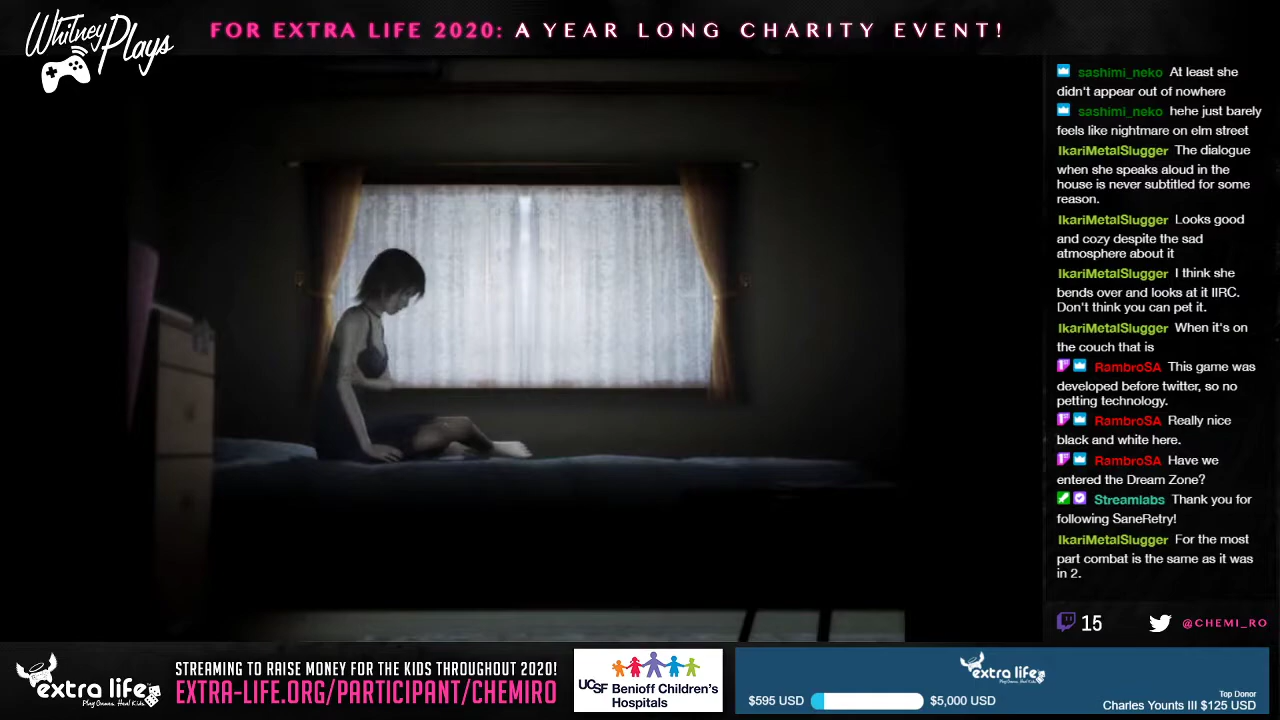 Whitney Plays
FOR EXTRA LIFE 2020: A YEAR LONG CHARITY EVENT!
sashimi_neko At least she
didn't appear out of nowhere
sashimi_neko hehe just barely
feels like nightmare on elm street
IkariMetalSlugger The dialogue
when she speaks aloud in the
house is never subtitled for some
reason.
IkariMetalSlugger Looks good
and cozy despite the sad
atmosphere about it
IkariMetalSlugger I think she
bends over and looks at it IIRC.
Don't think you can pet it.
IkariMetalSlugger When it's on
the couch that is
RambroSA This game was
developed before twitter, so no
petting technology.
RambroSA Really nice
black and white here.
RambroSA Have we
entered the Dream Zone?
Streamlabs Thank you for
following SaneRetry!
IkariMetalSlugger For the most
part combat is the same as it was
in 2.
15
@CHEMI_RO
extra life
Play Games. Heal Kids.
STREAMING TO RAISE MONEY FOR THE KIDS THROUGHOUT 2020!
EXTRA-LIFE.ORG/PARTICIPANT/CHEMIRO
UCSF Benioff Children's
Hospitals
extra life
Play Games. Heal Kids.
$595 USD
$5,000 USD
Top Donor
Charles Younts III $125 USD